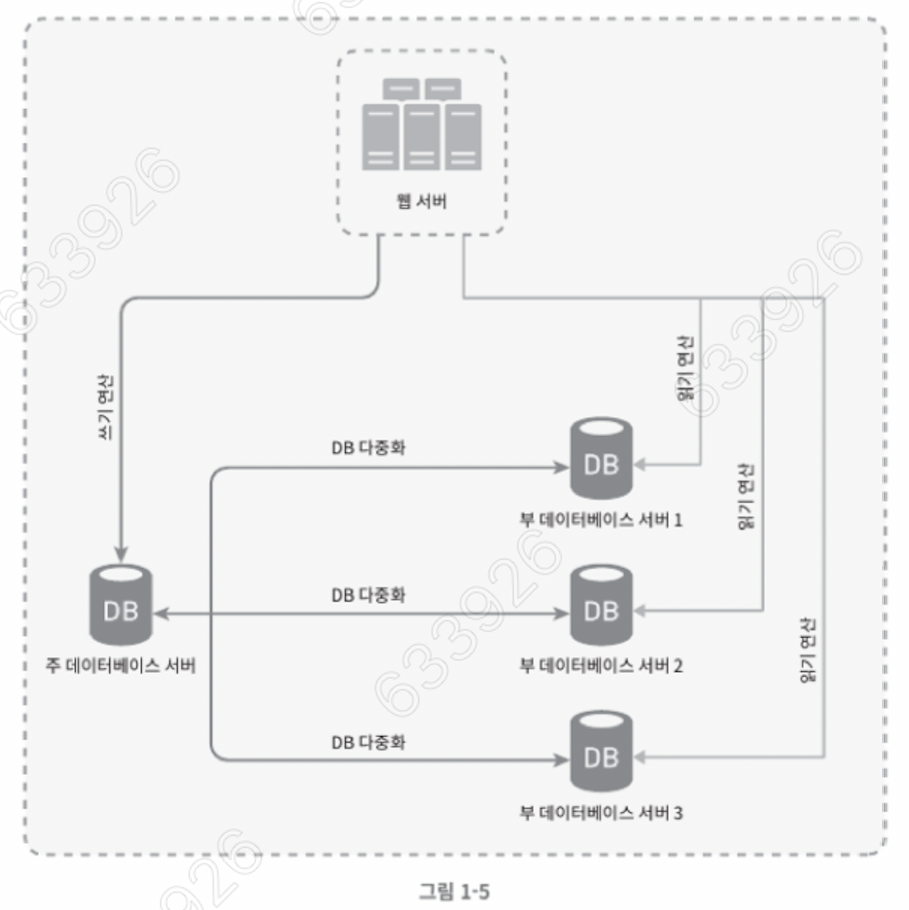 웹 서버
쓰기 연산
읽기 연산
DB 다중화
DB
부 데이터베이스 서버 1
읽기 연산
DB
주 데이터베이스 서버
DB 다중화
DB
부 데이터베이스 서버 2
읽기 연산
DB 다중화
DB
부 데이터베이스 서버 3
그림 1-5
633926
633926
633926
633926
633926